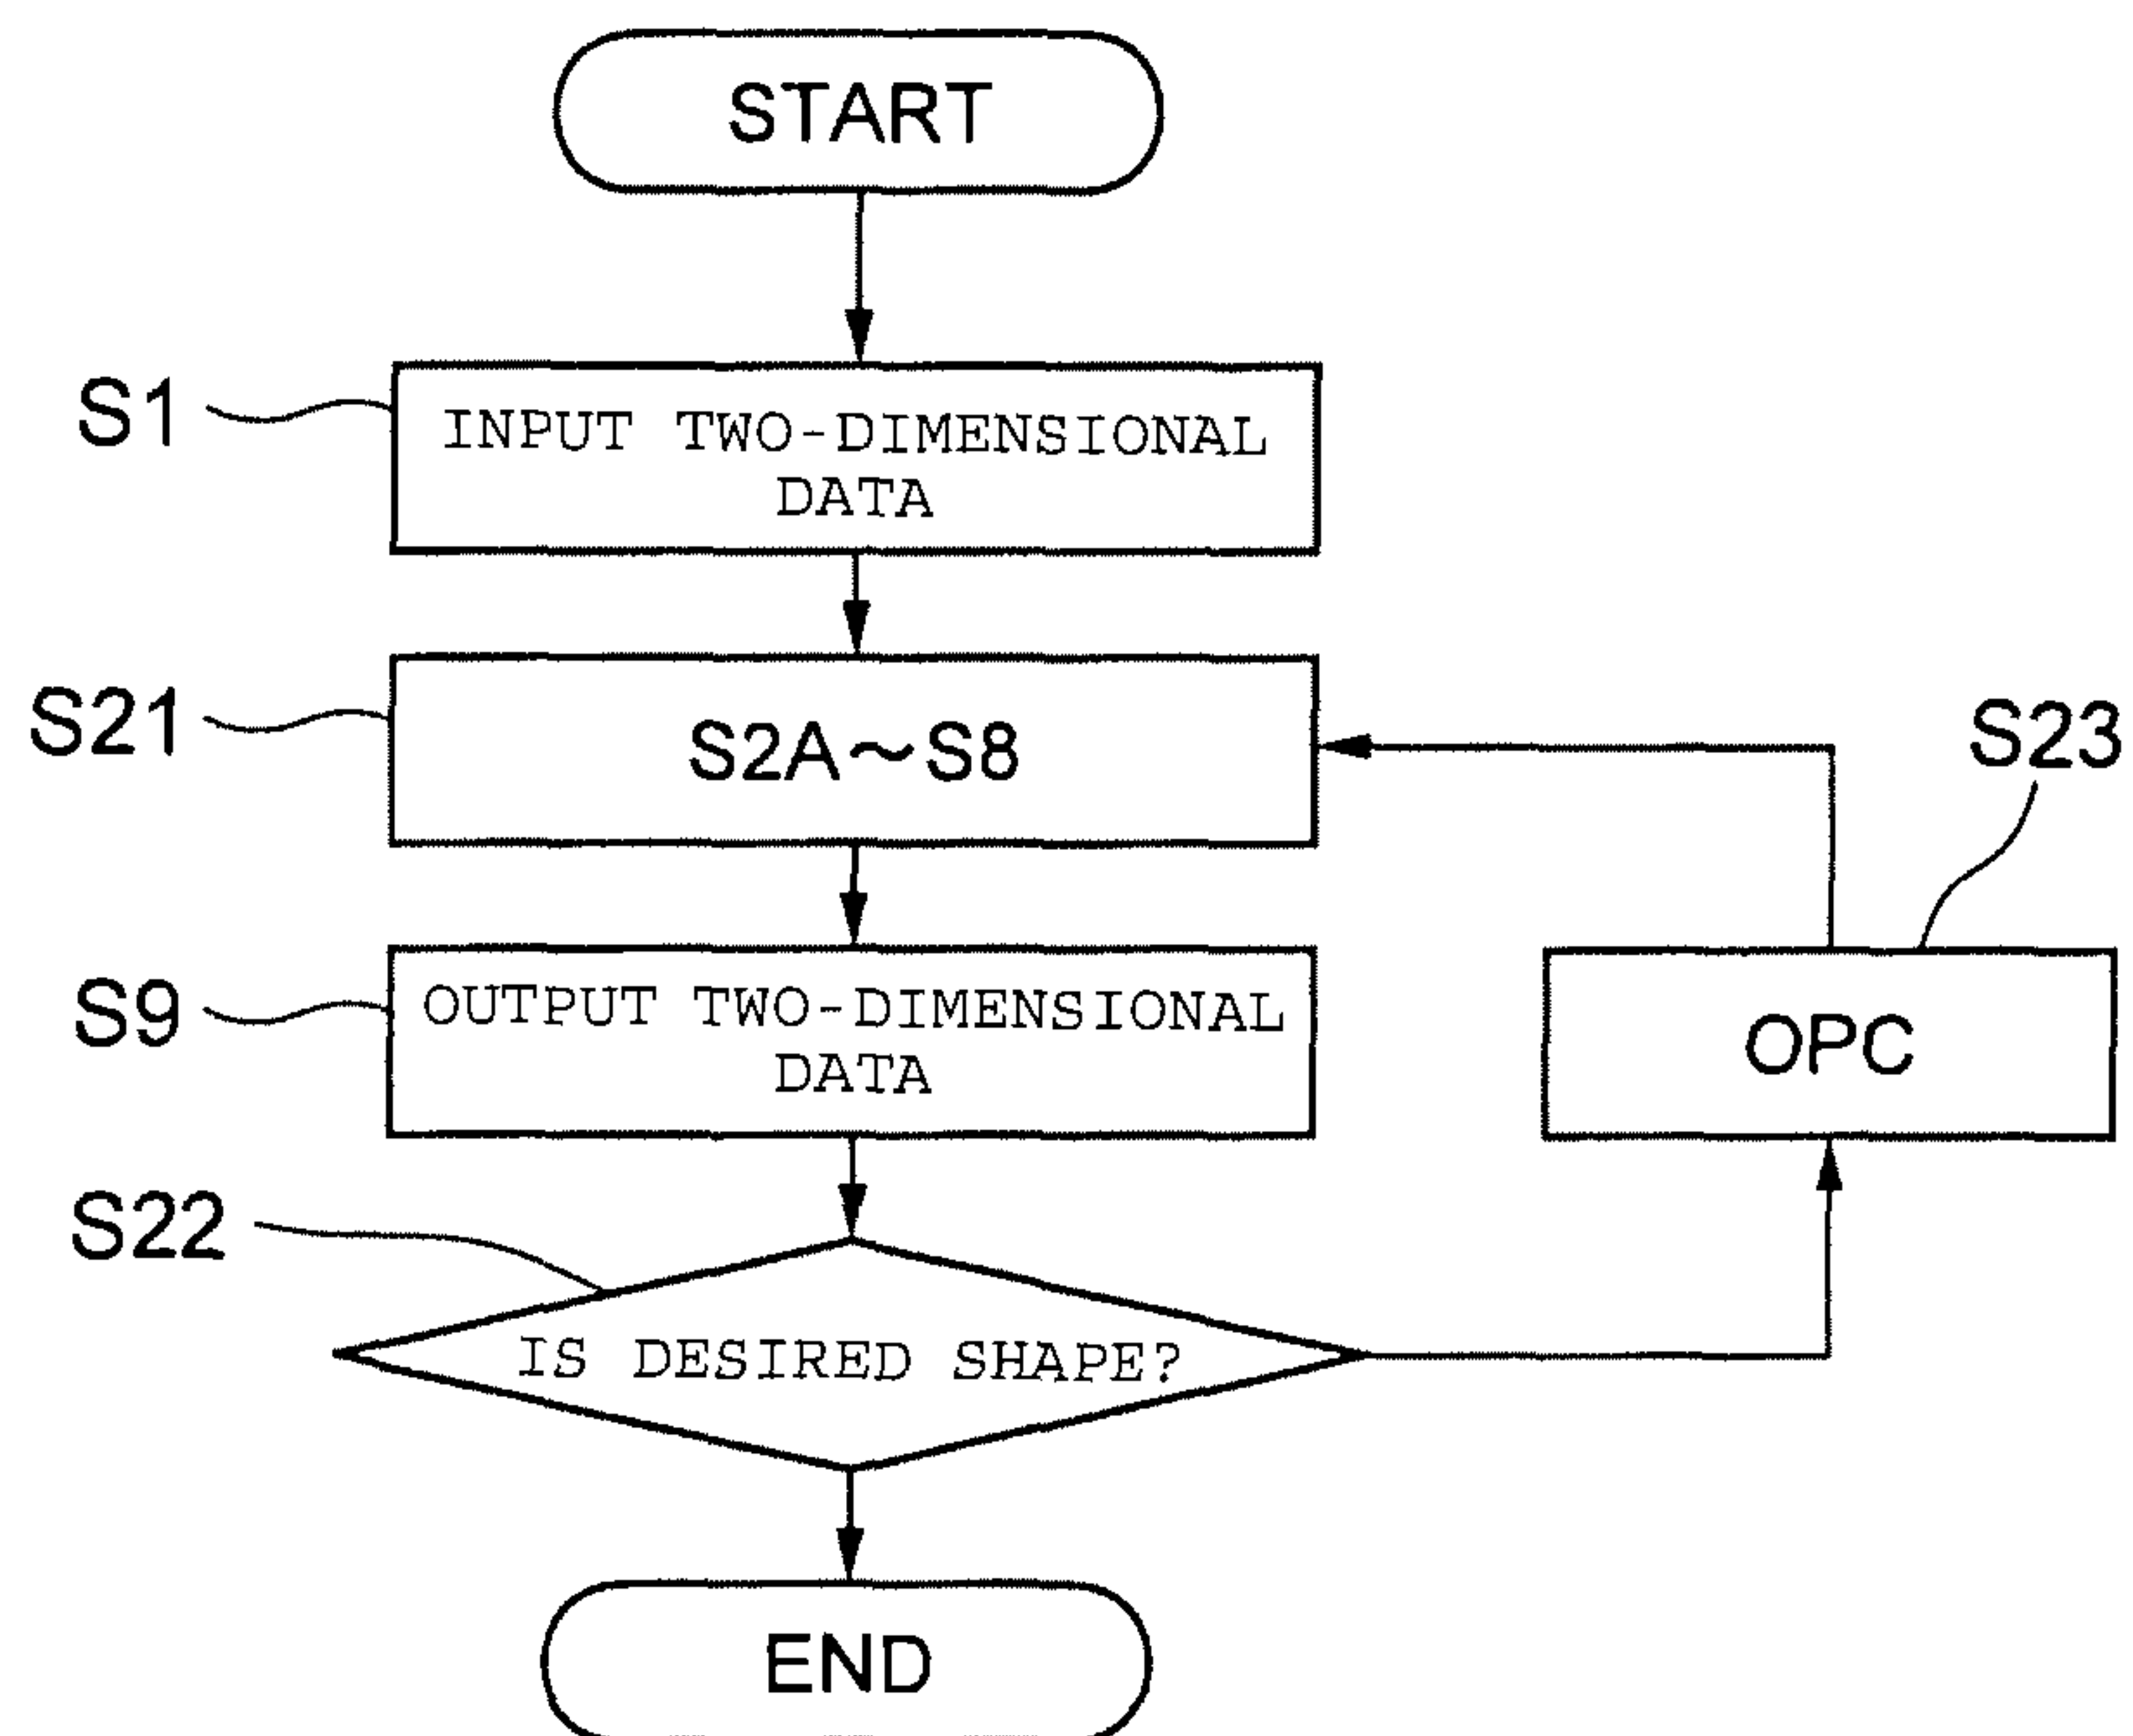 START
S1
INPUT TWO-DIMENSIONAL
DATA
S21
S2A~S8
S23
S9
OUTPUT TWO-DIMENSIONAL
DATA
OPC
S22
IS DESIRED SHAPE?
END